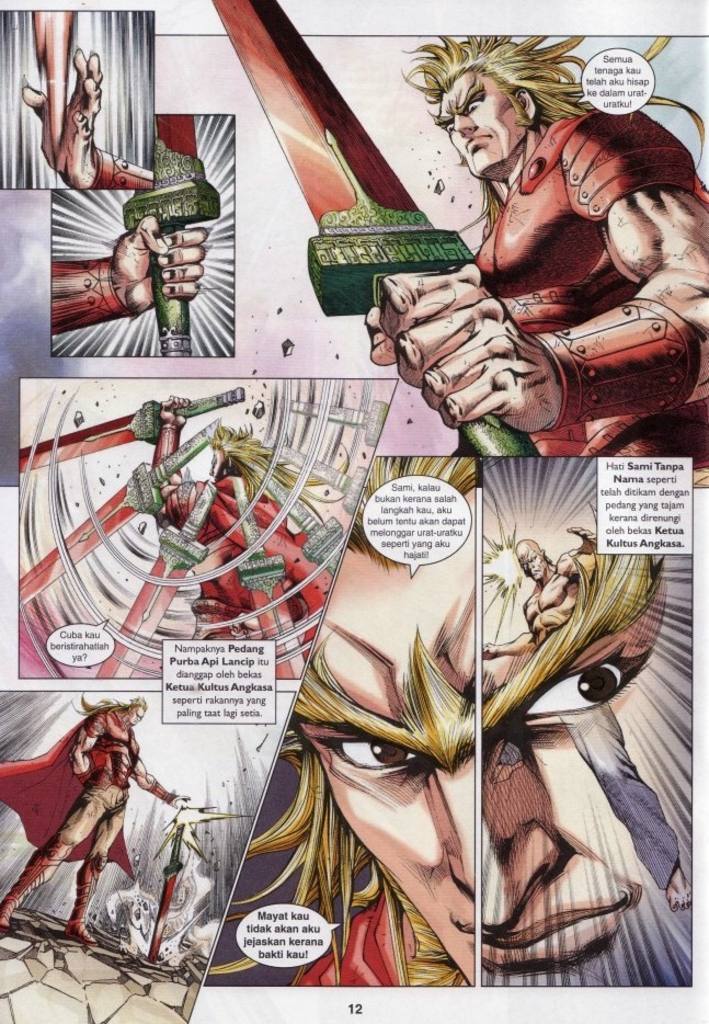 Semua
tenaga kau
telah aku hisap
ke dalam urat-
uratku!
Cuba kau
beristirahatlah
ya?
Nampaknya Pedang
Purba Api Lancip itu
dianggap oleh bekas
Ketua Kultus Angkasa
seperti rakannya yang
paling taat lagi setia.
Sami, kalau
bukan kerana salah
langkah kau, aku
belum tentu akan dapat
melonggar urat-uratku
seperti yang aku
hajati!
Hati Sami Tanpa
Nama seperti
telah ditikam dengan
pedang yang tajam
kerana direnungi
oleh bekas Ketua
Kultus Angkasa.
Mayat kau
tidak akan aku
jejaskan kerana
bakti kau!
12